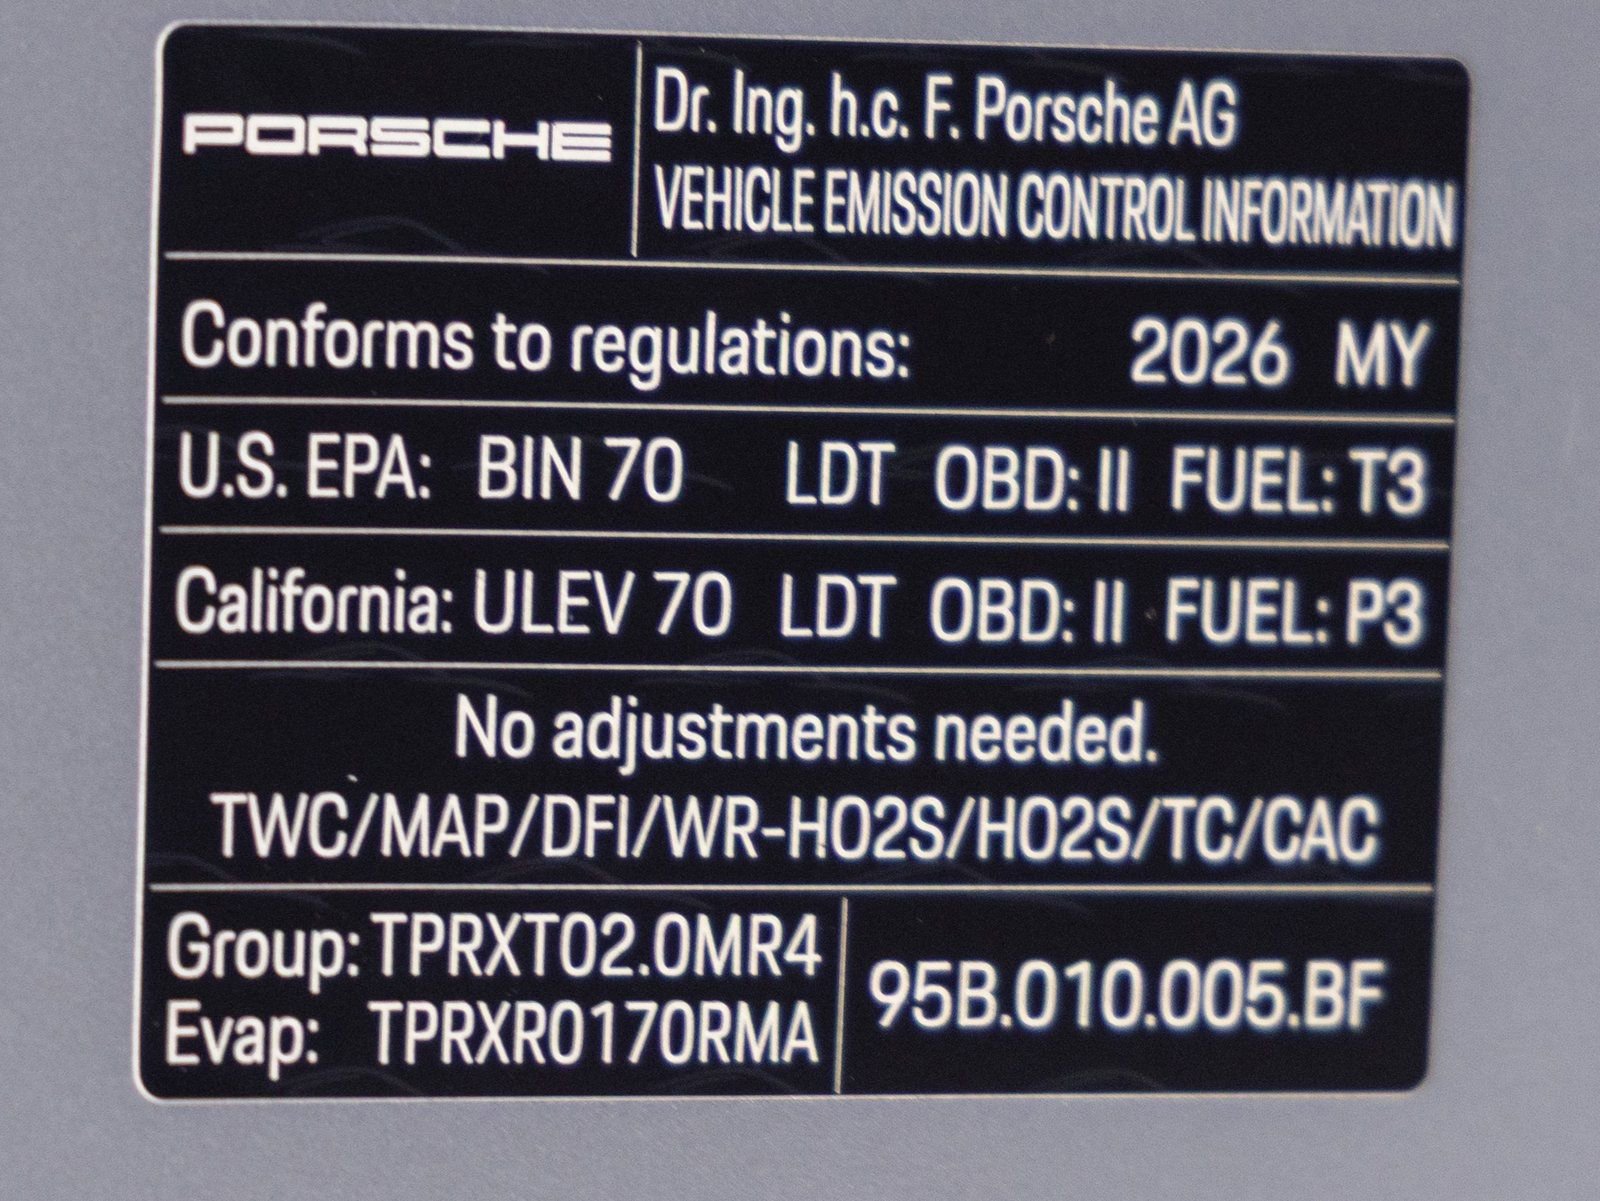 PORSCHE
Dr. Ing. h.c. F. Porsche AG
VEHICLE EMISSION CONTROL INFORMATION
Conforms to regulations: 2026 MY
U.S. EPA: BIN 70 LDT OBD: II FUEL: T3
California: ULEV 70 LDT OBD: II FUEL: P3
No adjustments needed.
TWC/MAP/DFI/WR-HO2S/HO2S/TC/CAC
Group: TPRXT02.0MR4
Evap: TPRXR0170RMA
95B.010.005.BF